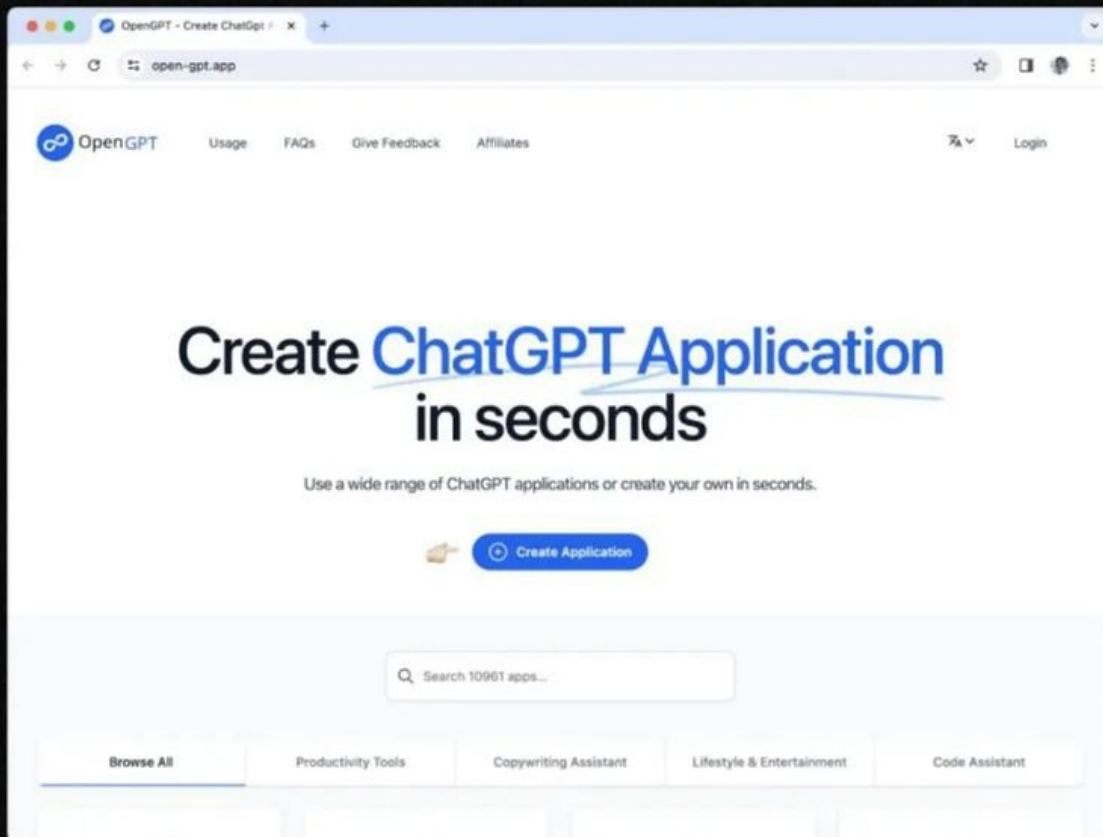 OpenGPT - Create ChatGpt
open-gpt.app
OpenGPT Usage FAQs Give Feedback Affiliates Login
Create ChatGPT Application
in seconds
Use a wide range of ChatGPT applications or create your own in seconds.
Create Application
Search 10961 apps...
Browse All Productivity Tools Copywriting Assistant Lifestyle & Entertainment Code Assistant